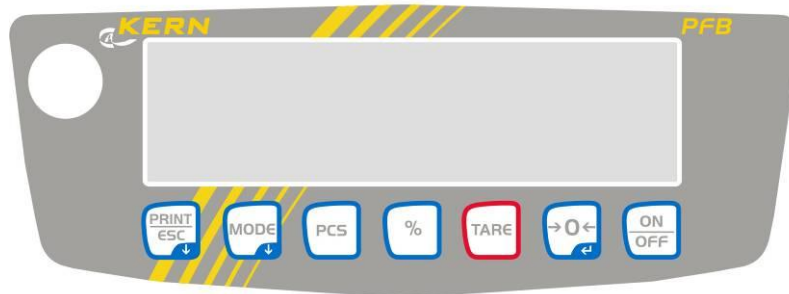 KERN
PFB
PRINT
ESC
MODE
PCS
%
TARE
→0←
ON
OFF